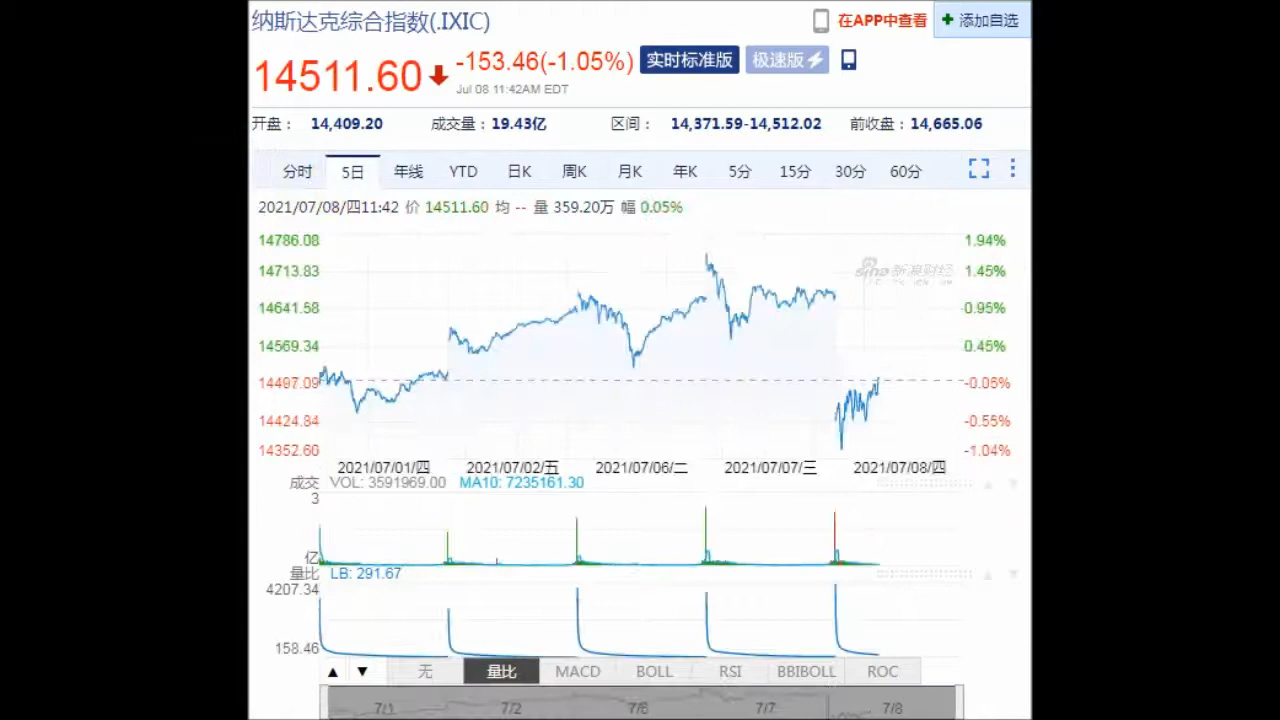 纳斯达克综合指数(.IXIC) 在APP中查看 添加自选
14511.60 -153.46(-1.05%) 实时标准版 极速版
Jul 08 11:42AM EDT
开盘： 14,409.20 成交量：19.43亿 区间： 14,371.59-14,512.02 前收盘：14,665.06
分时 5日 年线 YTD 日K 周K 月K 年K 5分 15分 30分 60分
2021/07/08/四11:42 价 14511.60 均 -- 量 359.20万 幅 0.05%
14786.08 1.94%
14713.83 sina 新浪财经 1.45%
14641.58 0.95%
14569.34 0.45%
14497.09 -0.06%
14424.84 -0.55%
14352.60 -1.04%
2021/07/01/四 2021/07/02/五 2021/07/06/二 2021/07/07/三 2021/07/08/四
成交 VOL: 3591969.00 MA10: 7235161.30
3
亿
量比 LB: 291.67
4207.34
158.46
▲ ▼ 无 量比 MACD BOLL RSI BBIBOLL ROC
7/1 7/2 7/6 7/7 7/8